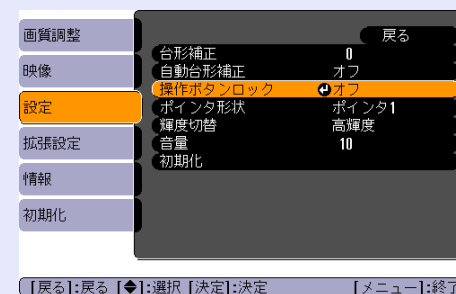 画質調整
映像
設定
拡張設定
情報
初期化
戻る
台形補正 0
自動台形補正 オフ
操作ボタンロック オフ
ポインタ形状 ポインタ1
輝度切替 高輝度
音量 10
初期化
[戻る]:戻る [◆]:選択 [決定]:決定 [メニュー]:終了